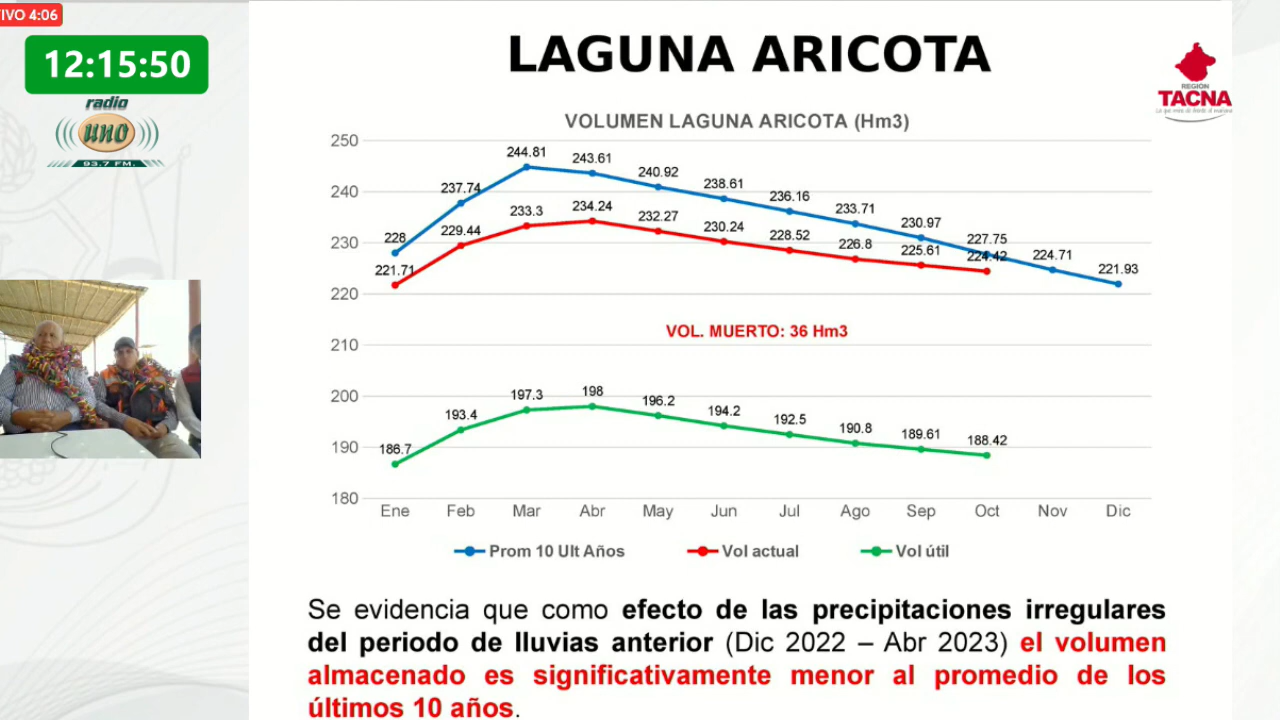 IVO 4:06
12:15:50
radio
uno
93.7 FM.
LAGUNA ARICOTA
REGIÓN
TACNA
VOLUMEN LAGUNA ARICOTA (Hm3)
250
240
230
220
210
200
190
180
228
237.74
244.81
243.61
240.92
238.61
236.16
233.71
230.97
227.75
224.71
221.93
221.71
229.44
233.3
234.24
232.27
230.24
228.52
226.8
225.61
224.42
VOL. MUERTO: 36 Hm3
186.7
193.4
197.3
198
196.2
194.2
192.5
190.8
189.61
188.42
Ene Feb Mar Abr May Jun Jul Ago Sep Oct Nov Dic
Prom 10 Ult Años Vol actual Vol útil
Se evidencia que como efecto de las precipitaciones irregulares
del periodo de lluvias anterior (Dic 2022 – Abr 2023) el volumen
almacenado es significativamente menor al promedio de los
últimos 10 años.